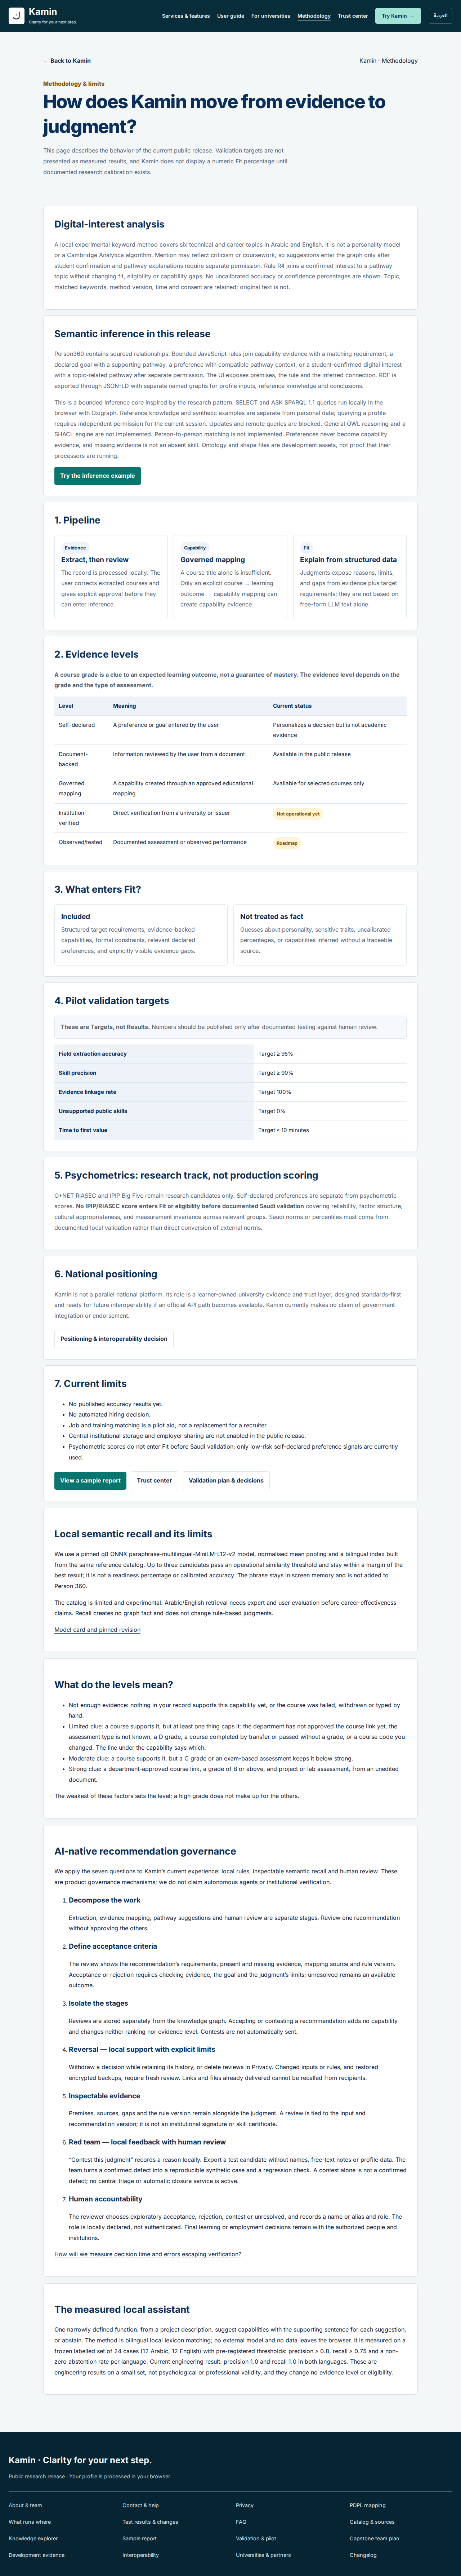 ك
Kamin
Clarity for your next step.
Services & features
User guide
For universities
Methodology
Trust center
Try Kamin →
العربية
← Back to Kamin
Kamin · Methodology
Methodology & limits
How does Kamin move from evidence to
judgment?
This page describes the behavior of the current public release. Validation targets are not
presented as measured results, and Kamin does not display a numeric Fit percentage until
documented research calibration exists.
Digital-interest analysis
A local experimental keyword method covers six technical and career topics in Arabic and English. It is not a personality model
or a Cambridge Analytica algorithm. Mention may reflect criticism or coursework, so suggestions enter the graph only after
student confirmation and pathway explanations require separate permission. Rule R4 joins a confirmed interest to a pathway
topic without changing fit, eligibility or capability gaps. No uncalibrated accuracy or confidence percentages are shown. Topic,
matched keywords, method version, time and consent are retained; original text is not.
Semantic inference in this release
Person360 contains sourced relationships. Bounded JavaScript rules join capability evidence with a matching requirement, a
declared goal with a supporting pathway, a preference with compatible pathway context, or a student-confirmed digital interest
with a topic-related pathway after separate permission. The UI exposes premises, the rule and the inferred connection. RDF is
exported through JSON-LD with separate named graphs for profile inputs, reference knowledge and conclusions.
This is a bounded inference core inspired by the research pattern. SELECT and ASK SPARQL 1.1 queries run locally in the
browser with Oxigraph. Reference knowledge and synthetic examples are separate from personal data; querying a profile
requires independent permission for the current session. Updates and remote queries are blocked. General OWL reasoning and a
SHACL engine are not implemented. Person-to-person matching is not implemented. Preferences never become capability
evidence, and missing evidence is not an absent skill. Ontology and shape files are development assets, not proof that their
processors are running.
Try the inference example
1. Pipeline
Evidence
Extract, then review
The record is processed locally. The
user corrects extracted courses and
gives explicit approval before they
can enter inference.
Capability
Governed mapping
A course title alone is insufficient.
Only an explicit course → learning
outcome → capability mapping can
create capability evidence.
Fit
Explain from structured data
Judgments expose reasons, limits,
and gaps from evidence plus target
requirements; they are not based on
free-form LLM text alone.
2. Evidence levels
A course grade is a clue to an expected learning outcome, not a guarantee of mastery. The evidence level depends on the
grade and the type of assessment.
Level
Meaning
Current status
Self-declared
A preference or goal entered by the user
Personalizes a decision but is not academic
evidence
Document-
backed
Information reviewed by the user from a document
Available in the public release
Governed
mapping
A capability created through an approved educational
mapping
Available for selected courses only
Institution-
verified
Direct verification from a university or issuer
Not operational yet
Observed/tested
Documented assessment or observed performance
Roadmap
3. What enters Fit?
Included
Structured target requirements, evidence-backed
capabilities, formal constraints, relevant declared
preferences, and explicitly visible evidence gaps.
Not treated as fact
Guesses about personality, sensitive traits, uncalibrated
percentages, or capabilities inferred without a traceable
source.
4. Pilot validation targets
These are Targets, not Results. Numbers should be published only after documented testing against human review.
Field extraction accuracy
Target ≥ 95%
Skill precision
Target ≥ 90%
Evidence linkage rate
Target 100%
Unsupported public skills
Target 0%
Time to first value
Target ≤ 10 minutes
5. Psychometrics: research track, not production scoring
O*NET RIASEC and IPIP Big Five remain research candidates only. Self-declared preferences are separate from psychometric
scores. No IPIP/RIASEC score enters Fit or eligibility before documented Saudi validation covering reliability, factor structure,
cultural appropriateness, and measurement invariance across relevant groups. Saudi norms or percentiles must come from
documented local validation rather than direct conversion of external norms.
6. National positioning
Kamin is not a parallel national platform. Its role is a learner-owned university evidence and trust layer, designed standards-first
and ready for future interoperability if an official API path becomes available. Kamin currently makes no claim of government
integration or endorsement.
Positioning & interoperability decision
7. Current limits
• No published accuracy results yet.
• No automated hiring decision.
• Job and training matching is a pilot aid, not a replacement for a recruiter.
• Central institutional storage and employer sharing are not enabled in the public release.
• Psychometric scores do not enter Fit before Saudi validation; only low-risk self-declared preference signals are currently
used.
View a sample report
Trust center
Validation plan & decisions
Local semantic recall and its limits
We use a pinned q8 ONNX paraphrase-multilingual-MiniLM-L12-v2 model, normalised mean pooling and a bilingual index built
from the same reference catalog. Up to three candidates pass an operational similarity threshold and stay within a margin of the
best result; it is not a readiness percentage or calibrated accuracy. The phrase stays in screen memory and is not added to
Person 360.
The catalog is limited and experimental. Arabic/English retrieval needs expert and user evaluation before career-effectiveness
claims. Recall creates no graph fact and does not change rule-based judgments.
Model card and pinned revision
What do the levels mean?
• Not enough evidence: nothing in your record supports this capability yet, or the course was failed, withdrawn or typed by
hand.
• Limited clue: a course supports it, but at least one thing caps it: the department has not approved the course link yet, the
assessment type is not known, a D grade, a course completed by transfer or passed without a grade, or a course code you
changed. The line under the capability says which.
• Moderate clue: a course supports it, but a C grade or an exam-based assessment keeps it below strong.
• Strong clue: a department-approved course link, a grade of B or above, and project or lab assessment, from an unedited
document.
The weakest of these factors sets the level; a high grade does not make up for the others.
AI-native recommendation governance
We apply the seven questions to Kamin's current experience: local rules, inspectable semantic recall and human review. These
are product governance mechanisms; we do not claim autonomous agents or institutional verification.
1. Decompose the work
Extraction, evidence mapping, pathway suggestions and human review are separate stages. Review one recommendation
without approving the others.
2. Define acceptance criteria
The review shows the recommendation's requirements, present and missing evidence, mapping source and rule version.
Acceptance or rejection requires checking evidence, the goal and the judgment's limits; unresolved remains an available
outcome.
3. Isolate the stages
Reviews are stored separately from the knowledge graph. Accepting or contesting a recommendation adds no capability
and changes neither ranking nor evidence level. Contests are not automatically sent.
4. Reversal — local support with explicit limits
Withdraw a decision while retaining its history, or delete reviews in Privacy. Changed inputs or rules, and restored
encrypted backups, require fresh review. Links and files already delivered cannot be recalled from recipients.
5. Inspectable evidence
Premises, sources, gaps and the rule version remain alongside the judgment. A review is tied to the input and
recommendation version; it is not an institutional signature or skill certificate.
6. Red team — local feedback with human review
"Contest this judgment" records a reason locally. Export a test candidate without names, free-text notes or profile data. The
team turns a confirmed defect into a reproducible synthetic case and a regression check. A contest alone is not a confirmed
defect; no central triage or automatic closure service is active.
7. Human accountability
The reviewer chooses exploratory acceptance, rejection, contest or unresolved, and records a name or alias and role. The
role is locally declared, not authenticated. Final learning or employment decisions remain with the authorized people and
institutions.
How will we measure decision time and errors escaping verification?
The measured local assistant
One narrowly defined function: from a project description, suggest capabilities with the supporting sentence for each suggestion,
or abstain. The method is bilingual local lexicon matching; no external model and no data leaves the browser. It is measured on a
frozen labelled set of 24 cases (12 Arabic, 12 English) with pre-registered thresholds: precision ≥ 0.8, recall ≥ 0.75 and a non-
zero abstention rate per language. Current engineering result: precision 1.0 and recall 1.0 in both languages. These are
engineering results on a small set, not psychological or professional validity, and they change no evidence level or eligibility.
Kamin · Clarity for your next step.
Public research release · Your profile is processed in your browser.
About & team
Contact & help
Privacy
PDPL mapping
What runs where
Test results & changes
FAQ
Catalog & sources
Knowledge explorer
Sample report
Validation & pilot
Capstone team plan
Development evidence
Interoperability
Universities & partners
Changelog